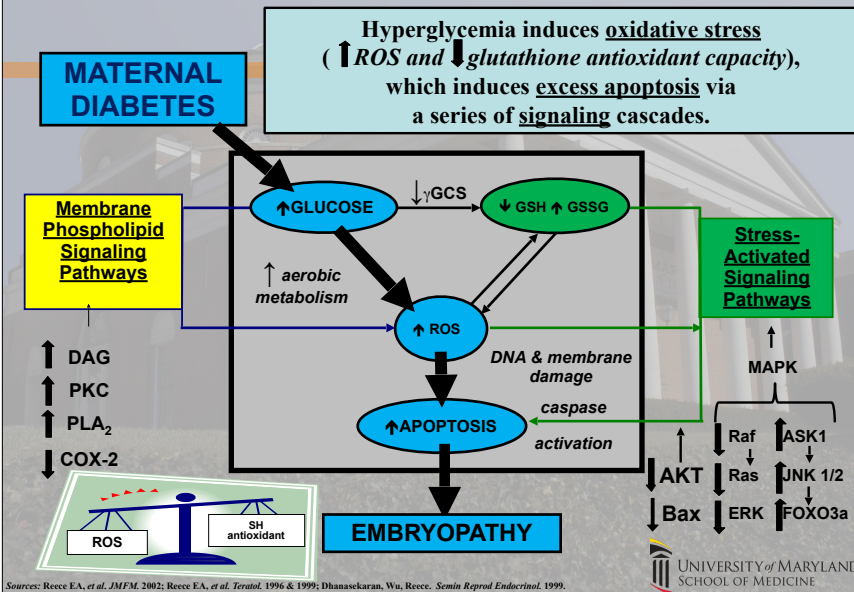 Hyperglycemia induces oxidative stress
( ↑ROS and ↓glutathione antioxidant capacity),
which induces excess apoptosis via
a series of signaling cascades.
MATERNAL
DIABETES
↑GLUCOSE
↓γGCS
↓ GSH ↑ GSSG
Membrane
Phospholipid
Signaling
Pathways
Stress-
Activated
Signaling
Pathways
↑ aerobic
metabolism
↑ ROS
DNA & membrane
damage
↑APOPTOSIS
caspase
activation
EMBRYOPATHY
↑ DAG
↑ PKC
↑ PLA₂
↓ COX-2
ROS
SH
antioxidant
MAPK
↓ AKT
↓ Bax
↓ Raf
↓ Ras
↓ ERK
↑ ASK1
↑ JNK 1/2
↑ FOXO3a
UNIVERSITY of MARYLAND
SCHOOL OF MEDICINE
Sources: Reece EA, et al. JMFM. 2002; Reece EA, et al. Teratol. 1996 & 1999; Dhanasekaran, Wu, Reece. Semin Reprod Endocrinol. 1999.